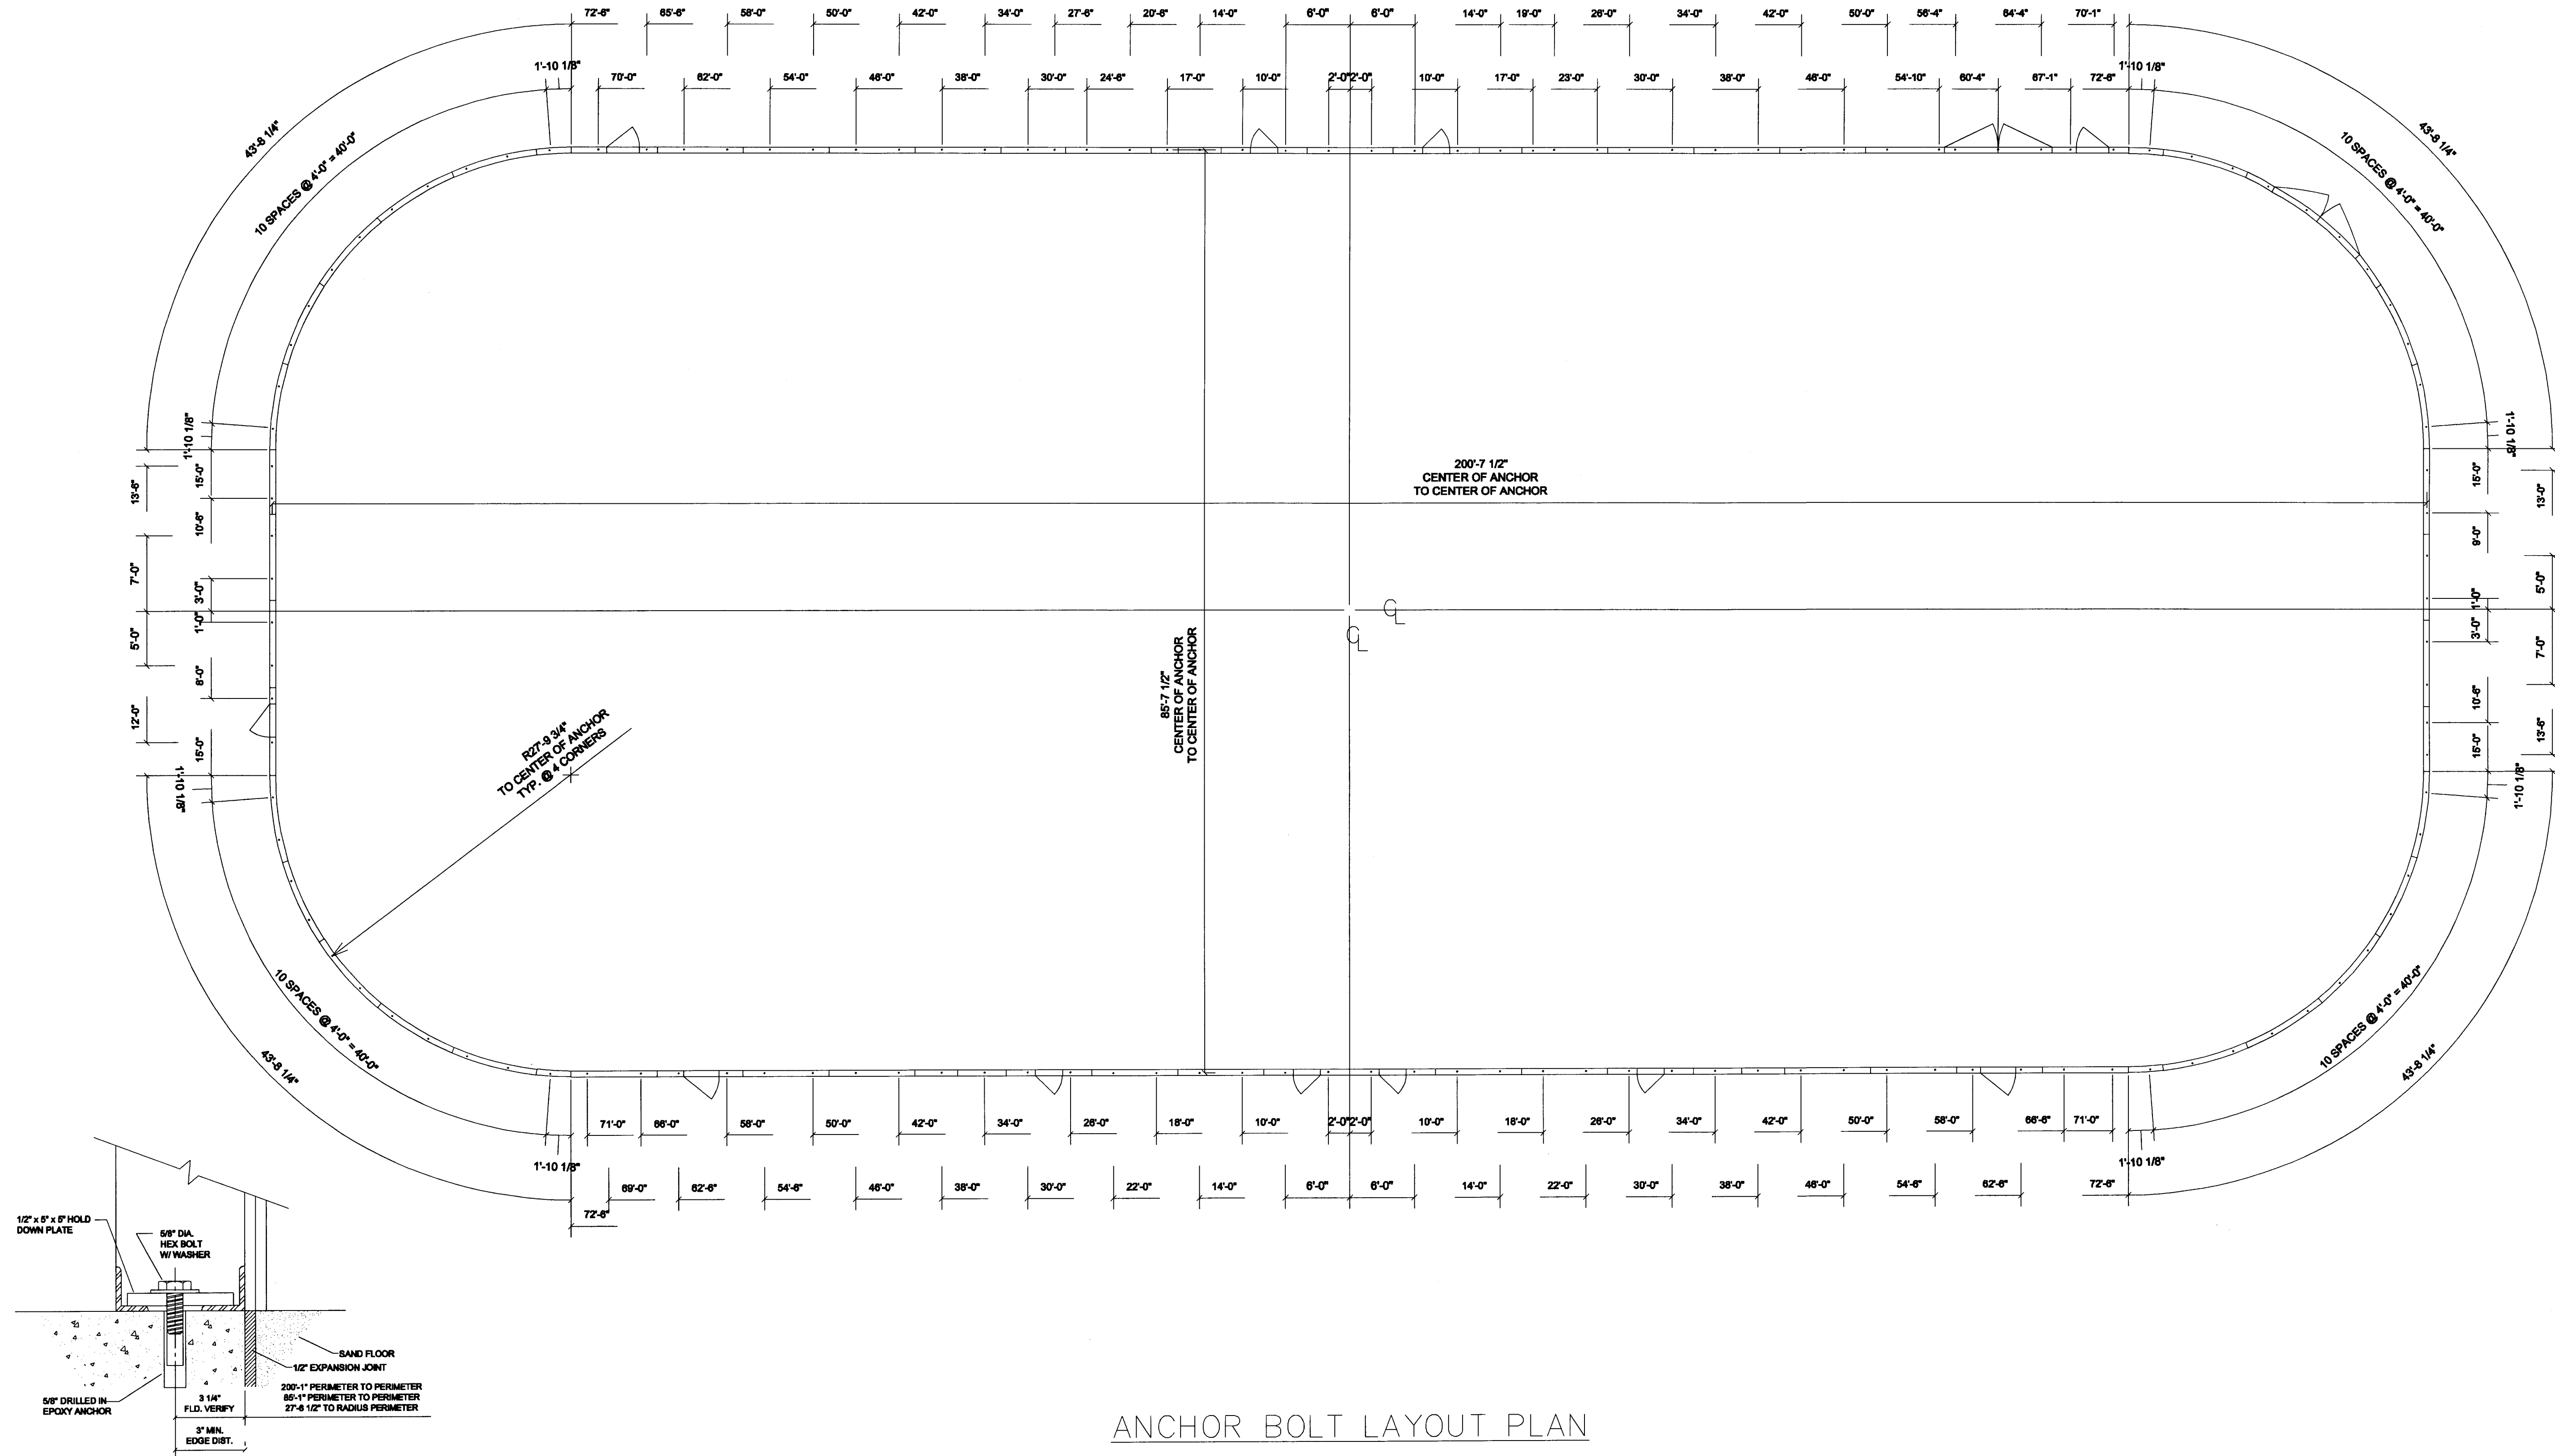 72'-6" 65'-6" 58'-0" 50'-0" 42'-0" 34'-0" 27'-6" 20'-6" 14'-0" 6'-0" 6'-0" 14'-0" 19'-0" 26'-0" 34'-0" 42'-0" 50'-0" 56'-4" 64'-4" 70'-1"
1'-10 1/8" 70'-0" 62'-0" 54'-0" 46'-0" 38'-0" 30'-0" 24'-6" 17'-0" 10'-0" 2'-0" 2'-0" 10'-0" 17'-0" 23'-0" 30'-0" 38'-0" 46'-0" 54'-10" 60'-4" 67'-1" 72'-6" 1'-10 1/8"
43'-8 1/4"
10 SPACES @ 4'-0" = 40'-0"
10 SPACES @ 4'-0" = 40'-0"
43'-8 1/4"
1'-10 1/8"
15'-0"
13'-6"
10'-6"
7'-0"
3'-0"
1'-0"
5'-0"
8'-0"
12'-0"
15'-0"
1'-10 1/8"
200'-7 1/2"
CENTER OF ANCHOR
TO CENTER OF ANCHOR
CL
CL
85'-7 1/2"
CENTER OF ANCHOR
TO CENTER OF ANCHOR
R27'-9 3/4"
TO CENTER OF ANCHOR
TYP. @ 4 CORNERS
1'-10 1/8"
15'-0"
13'-0"
9'-0"
5'-0"
1'-0"
3'-0"
7'-0"
10'-6"
13'-6"
15'-0"
1'-10 1/8"
10 SPACES @ 4'-0" = 40'-0"
43'-8 1/4"
10 SPACES @ 4'-0" = 40'-0"
43'-8 1/4"
71'-0" 66'-0" 58'-0" 50'-0" 42'-0" 34'-0" 26'-0" 18'-0" 10'-0" 2'-0" 2'-0" 10'-0" 18'-0" 26'-0" 34'-0" 42'-0" 50'-0" 58'-0" 66'-6" 71'-0"
1'-10 1/8" 1'-10 1/8"
69'-0" 62'-6" 54'-6" 46'-0" 38'-0" 30'-0" 22'-0" 14'-0" 6'-0" 6'-0" 14'-0" 22'-0" 30'-0" 38'-0" 46'-0" 54'-6" 62'-6" 72'-6"
72'-6"
1/2" x 5" x 5" HOLD
DOWN PLATE
5/8" DIA.
HEX BOLT
W/ WASHER
SAND FLOOR
1/2" EXPANSION JOINT
5/8" DRILLED IN
EPOXY ANCHOR
3 1/4"
FLD. VERIFY
200'-1" PERIMETER TO PERIMETER
85'-1" PERIMETER TO PERIMETER
27'-6 1/2" TO RADIUS PERIMETER
3" MIN.
EDGE DIST.
ANCHOR BOLT LAYOUT PLAN